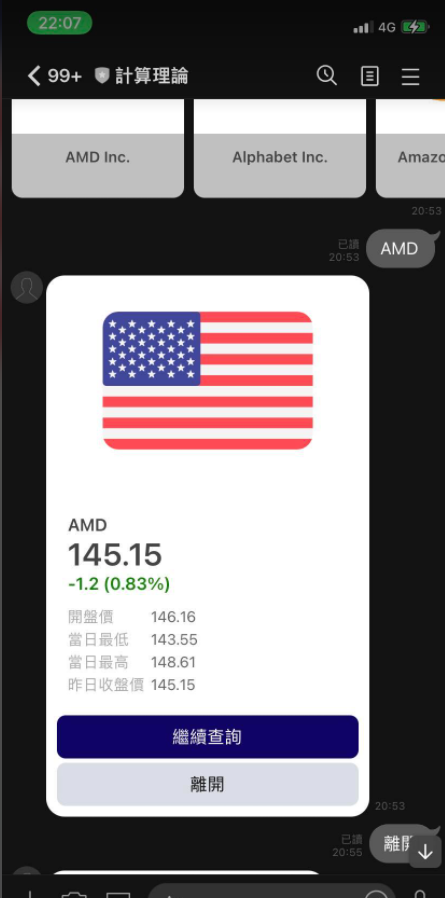 22:07
4G
99+ 計算理論
AMD Inc.
Alphabet Inc.
Amazo
20:53
已讀
20:53
AMD
AMD
145.15
-1.2 (0.83%)
開盤價 146.16
當日最低 143.55
當日最高 148.61
昨日收盤價 145.15
繼續查詢
離開
20:53
已讀
20:55
離開